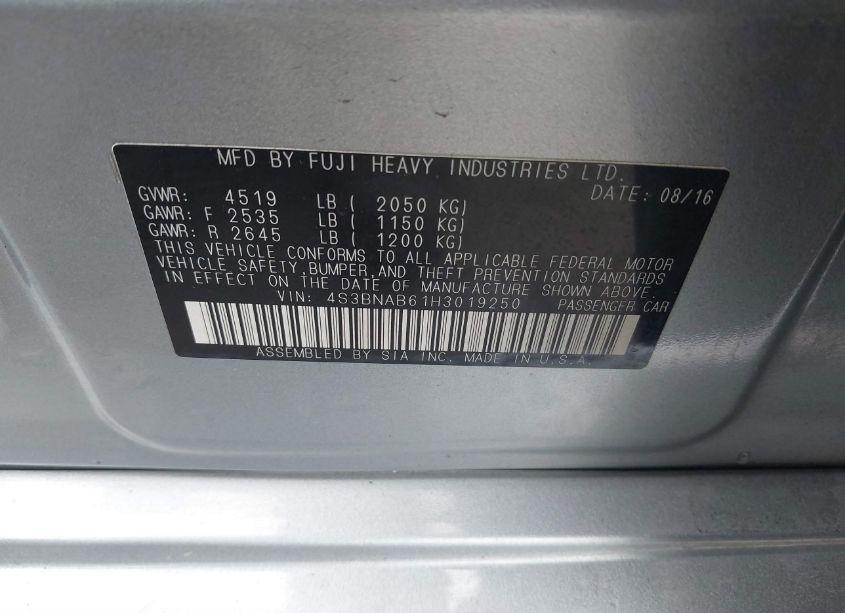 MFD BY FUJI HEAVY INDUSTRIES LTD.
DATE: 08/16
GVWR: 4519 LB ( 2050 KG)
GAWR: F 2535 LB ( 1150 KG)
GAWR: R 2645 LB ( 1200 KG)
THIS VEHICLE CONFORMS TO ALL APPLICABLE FEDERAL MOTOR
VEHICLE SAFETY,BUMPER,AND THEFT PREVENTION STANDARDS
IN EFFECT ON THE DATE OF MANUFACTURE SHOWN ABOVE.
VIN: 4S3BNAB61H3019250 PASSENGER CAR
ASSEMBLED BY SIA INC. MADE IN U.S.A.